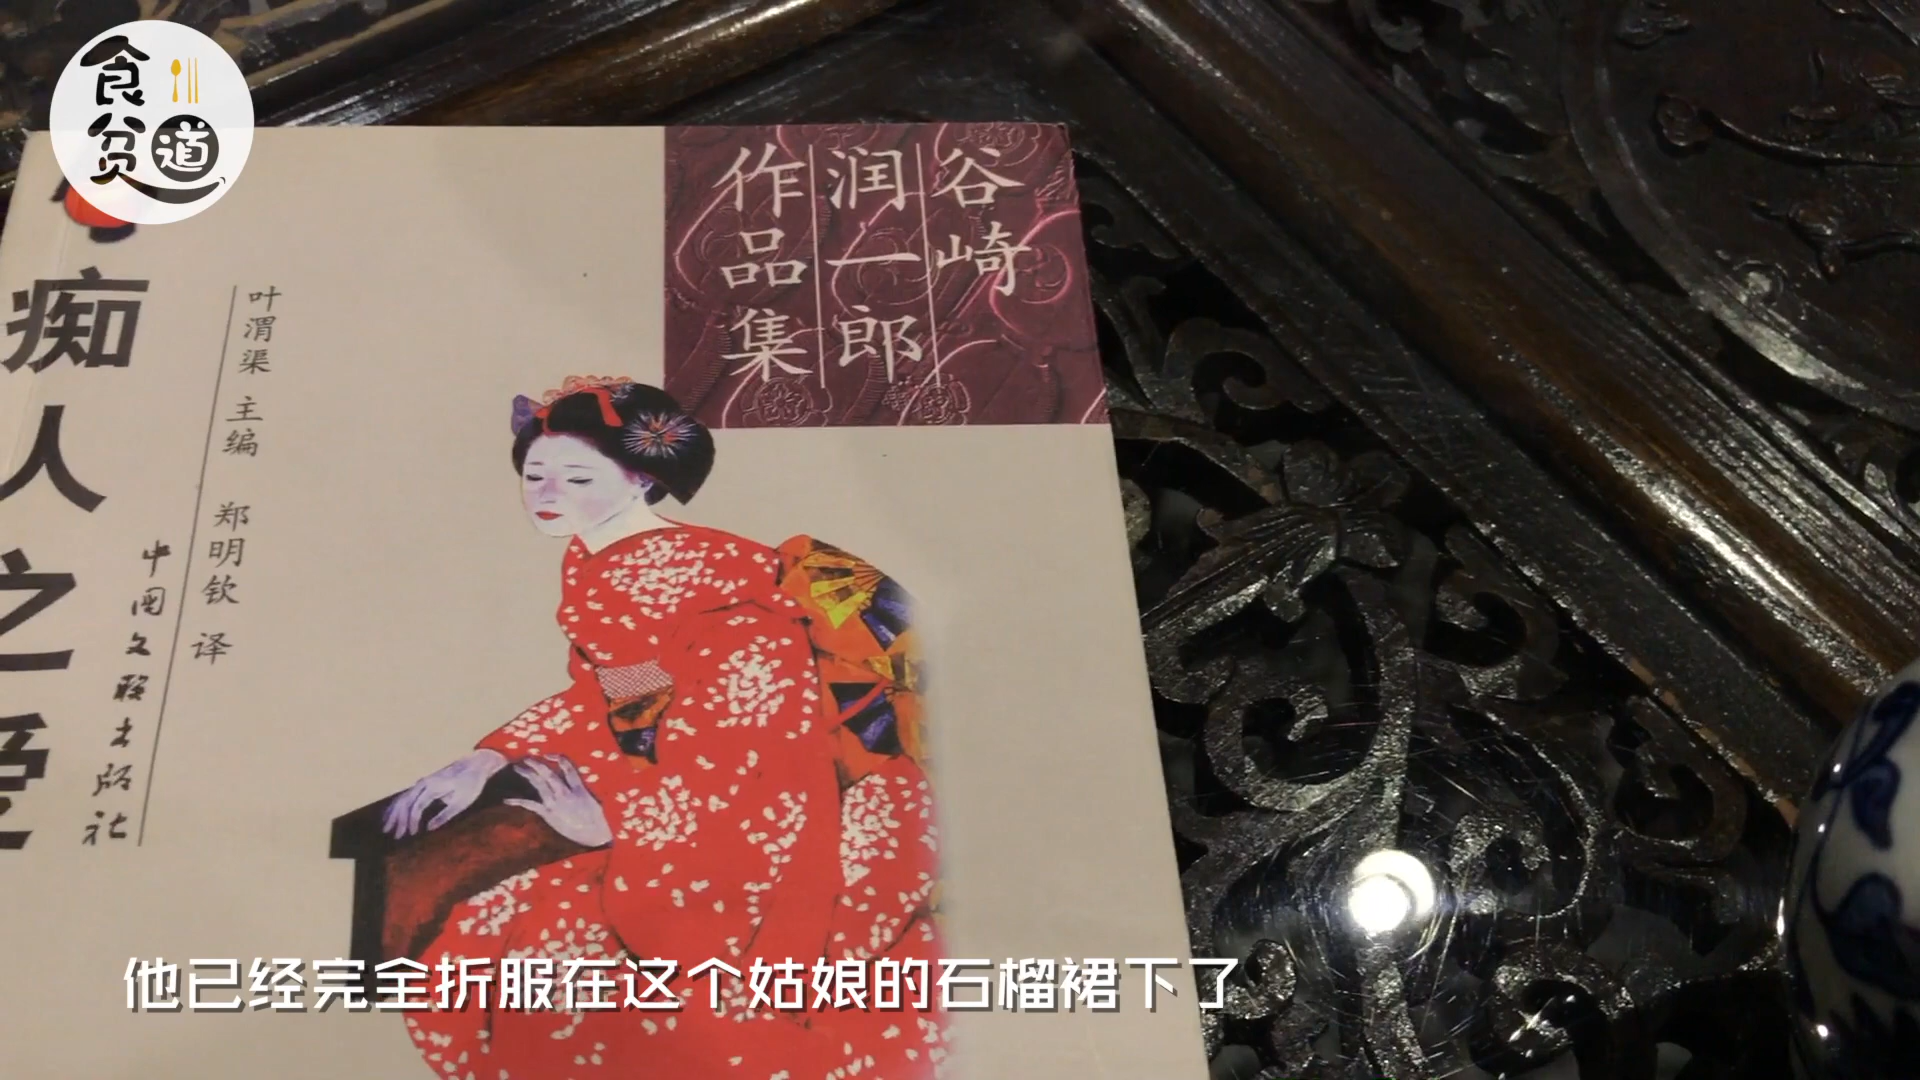 食
贫道
谷崎
润一郎
作品集
叶渭渠 主编 郑明钦 译
中国文联出版社
痴人之爱
他已经完全折服在这个姑娘的石榴裙下了